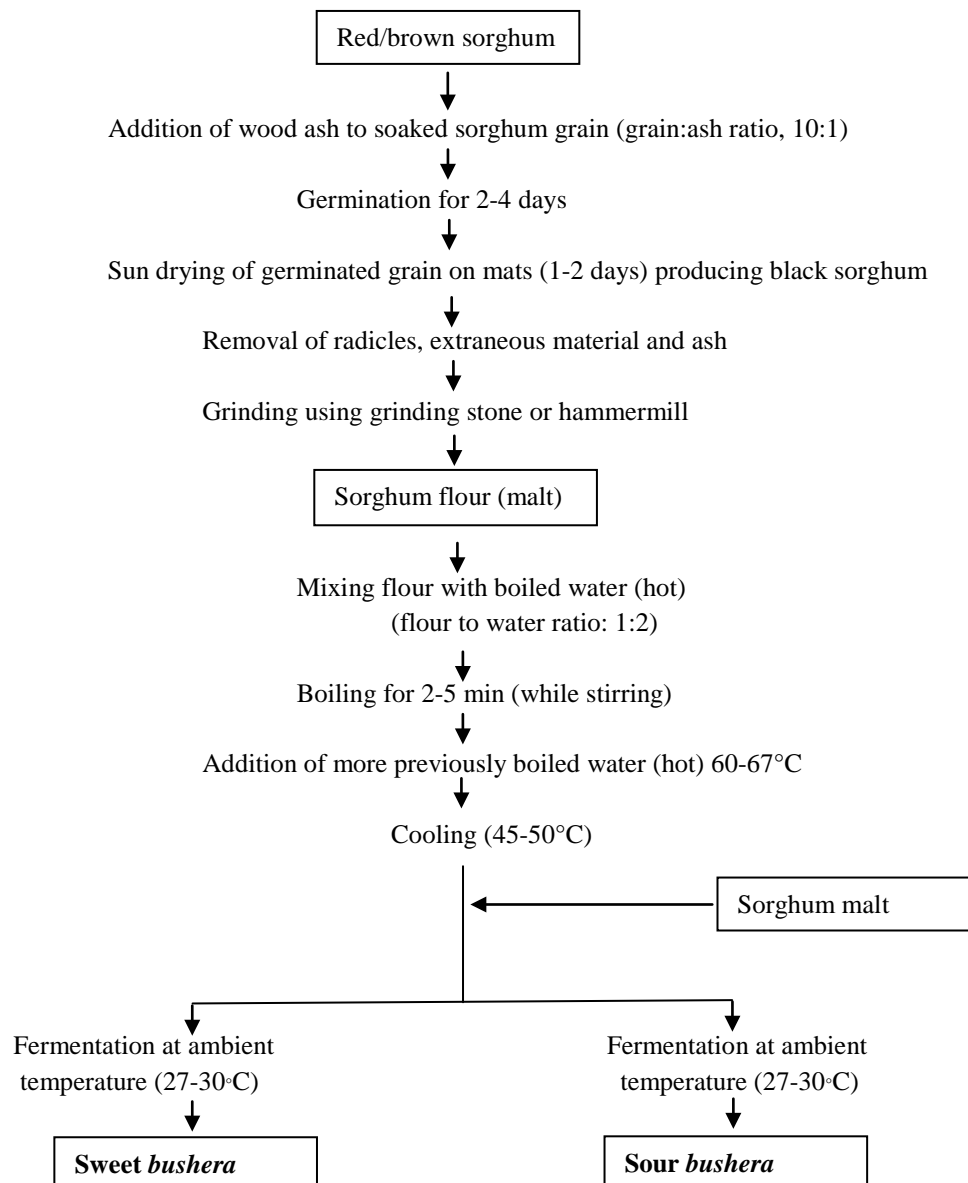 Red/brown sorghum
Addition of wood ash to soaked sorghum grain (grain:ash ratio, 10:1)
Germination for 2-4 days
Sun drying of germinated grain on mats (1-2 days) producing black sorghum
Removal of radicles, extraneous material and ash
Grinding using grinding stone or hammermill
Sorghum flour (malt)
Mixing flour with boiled water (hot)
(flour to water ratio: 1:2)
Boiling for 2-5 min (while stirring)
Addition of more previously boiled water (hot) 60-67°C
Cooling (45-50°C)
Sorghum malt
Fermentation at ambient
temperature (27-30◦C)
Fermentation at ambient
temperature (27-30◦C)
Sweet bushera
Sour bushera